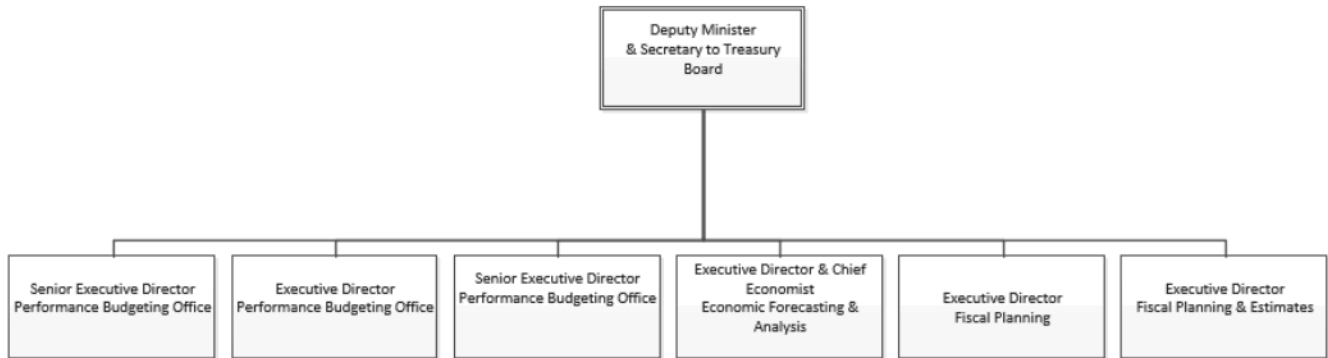 Deputy Minister
& Secretary to Treasury
Board
Senior Executive Director
Performance Budgeting Office
Executive Director
Performance Budgeting Office
Senior Executive Director
Performance Budgeting Office
Executive Director & Chief
Economist
Economic Forecasting &
Analysis
Executive Director
Fiscal Planning
Executive Director
Fiscal Planning & Estimates